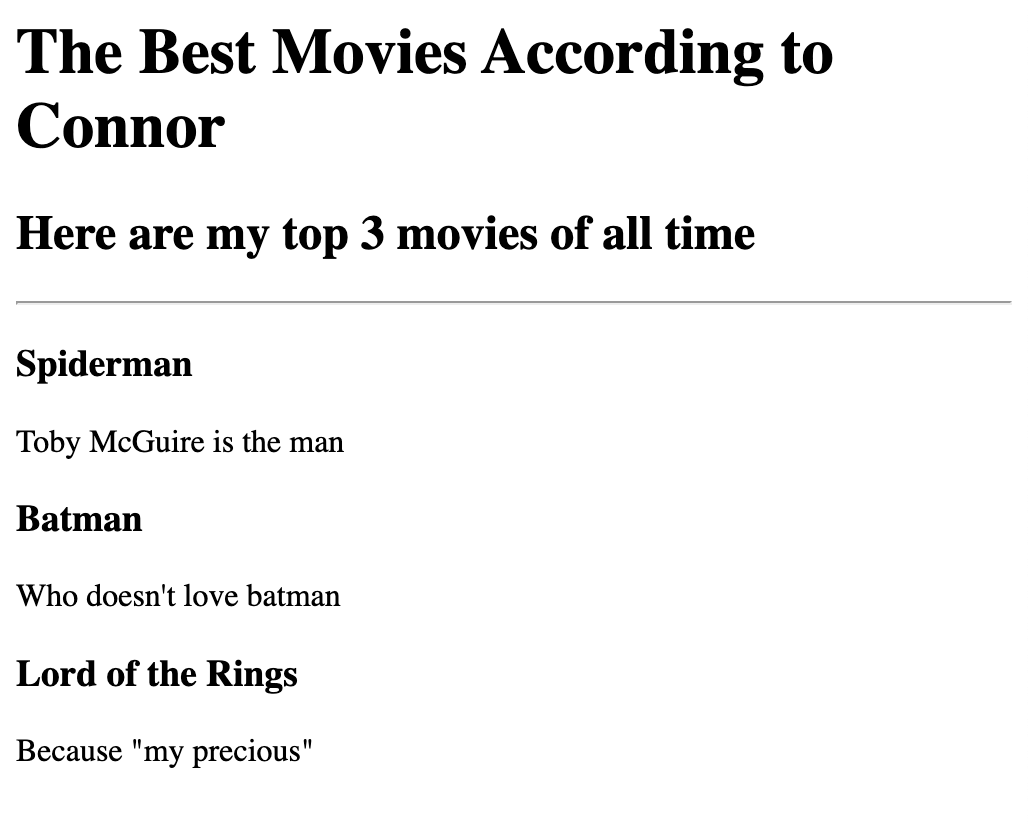 The Best Movies According to
Connor
Here are my top 3 movies of all time
Spiderman
Toby McGuire is the man
Batman
Who doesn't love batman
Lord of the Rings
Because "my precious"